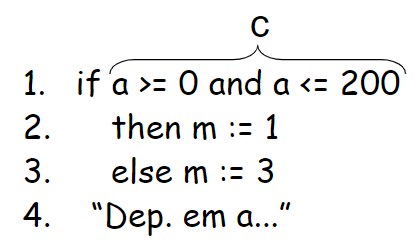 C
1. if a >= 0 and a <= 200
2. then m := 1
3. else m := 3
4. “Dep. em a...”